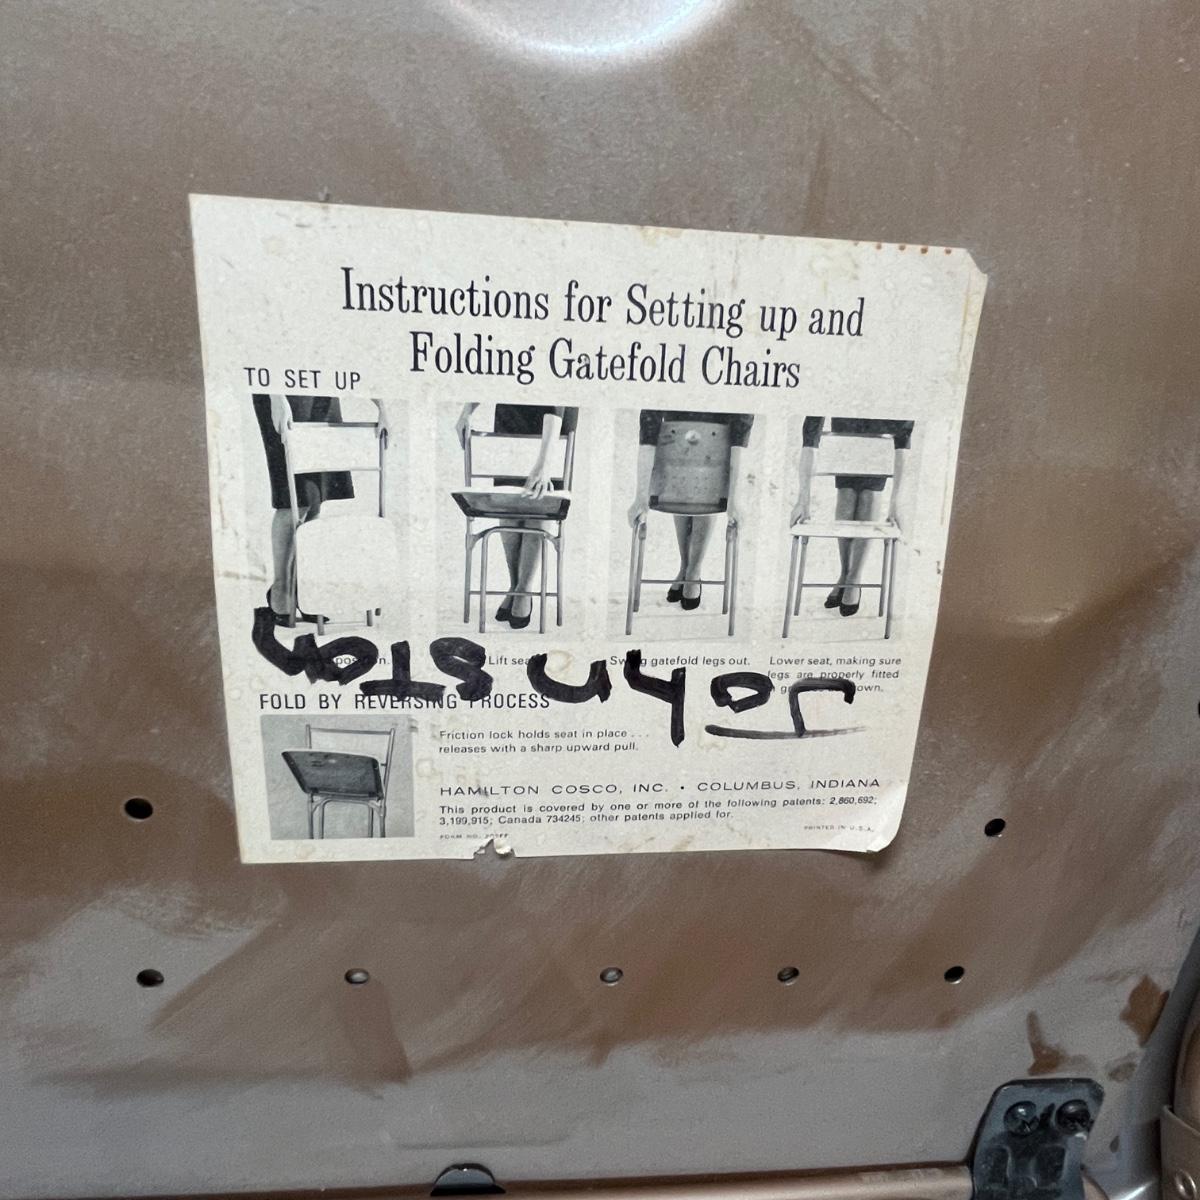 Instructions for Setting up and
Folding Gatefold Chairs
TO SET UP
Lift
gatefold legs out.
Lower seat, making sure
legs are properly fitted
FOLD BY REVERSING PROCESS
Friction lock holds seat in place . . .
releases with a sharp upward pull.
HAMILTON COSCO, INC. • COLUMBUS, INDIANA
This product is covered by one or more of the following patents: 2,860,692;
3,199,915; Canada 734245; other patents applied for.
FORM NO.
PRINTED IN U.S.A.
John